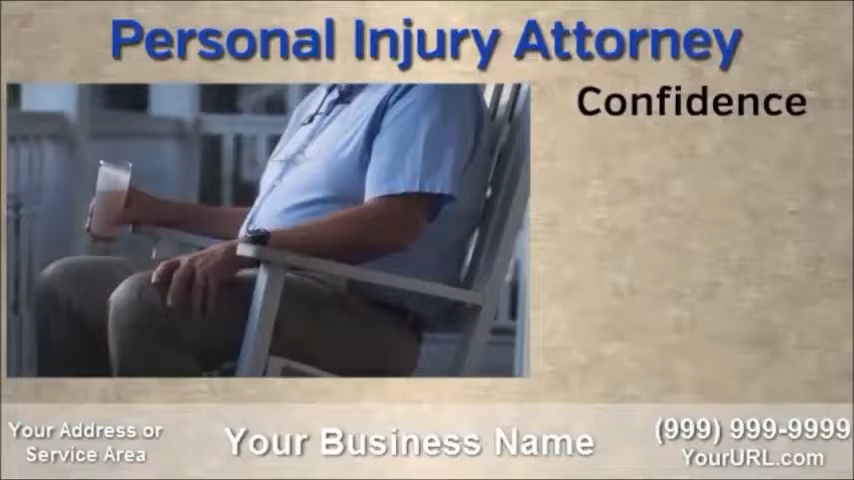 Personal Injury Attorney
Confidence
Your Address or
Service Area
Your Business Name
(999) 999-9999
YourURL.com